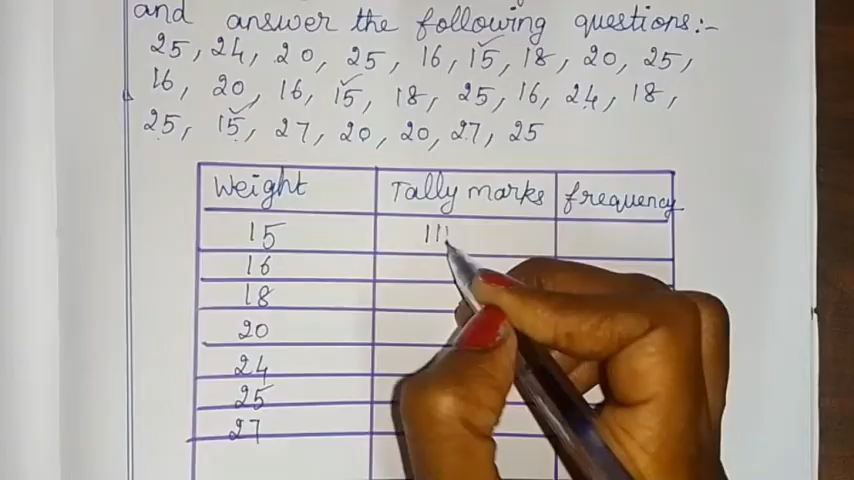 and answer the following questions:-
25, 24, 20, 25, 16, 15, 18, 20, 25,
16, 20, 16, 15, 18, 25, 16, 24, 18,
25, 15, 27, 20, 20, 27, 25
Weight Tally marks frequency
15 |||
16
18
20
24
25
27